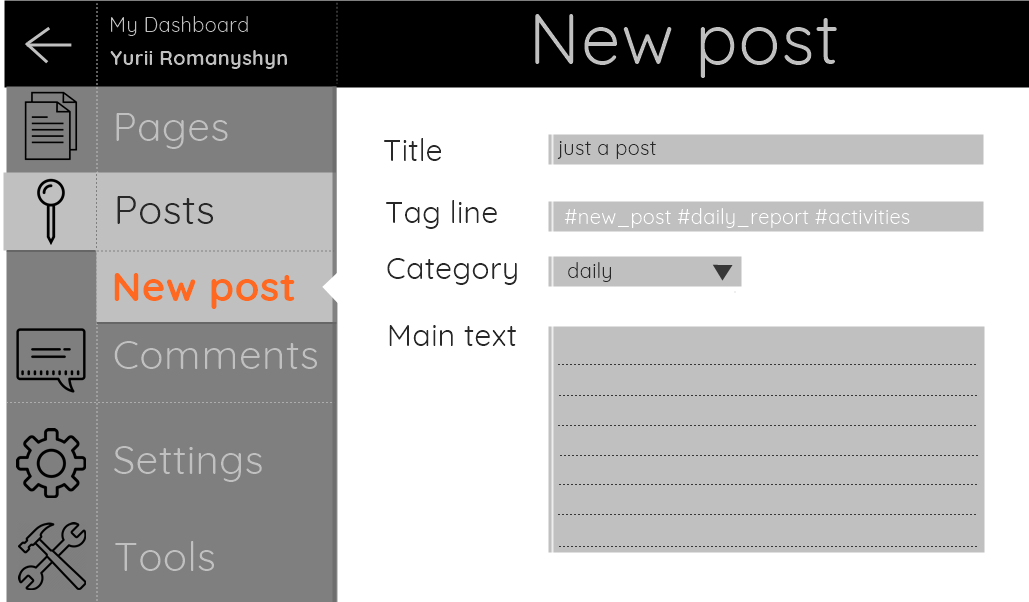 My Dashboard
Yurii Romanyshyn
New post
Pages
Posts
New post
Comments
Settings
Tools
Title
just a post
Tag line
#new_post #daily_report #activities
Category
daily
Main text